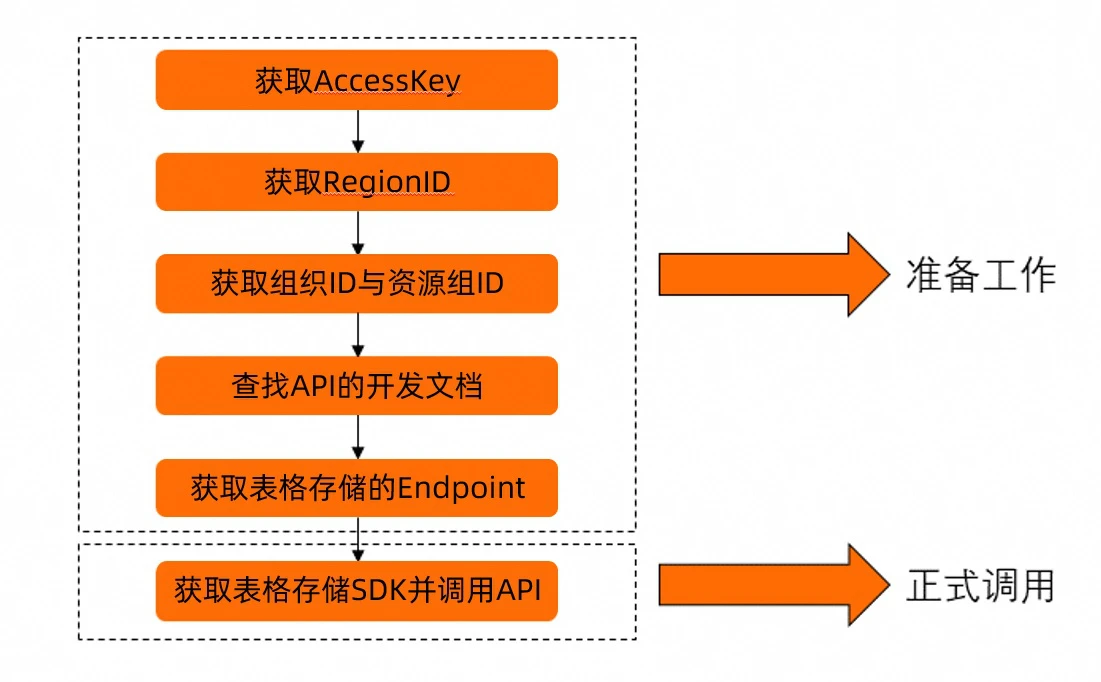 获取AccessKey
获取RegionID
获取组织ID与资源组ID
准备工作
查找API的开发文档
获取表格存储的Endpoint
获取表格存储SDK并调用API
正式调用